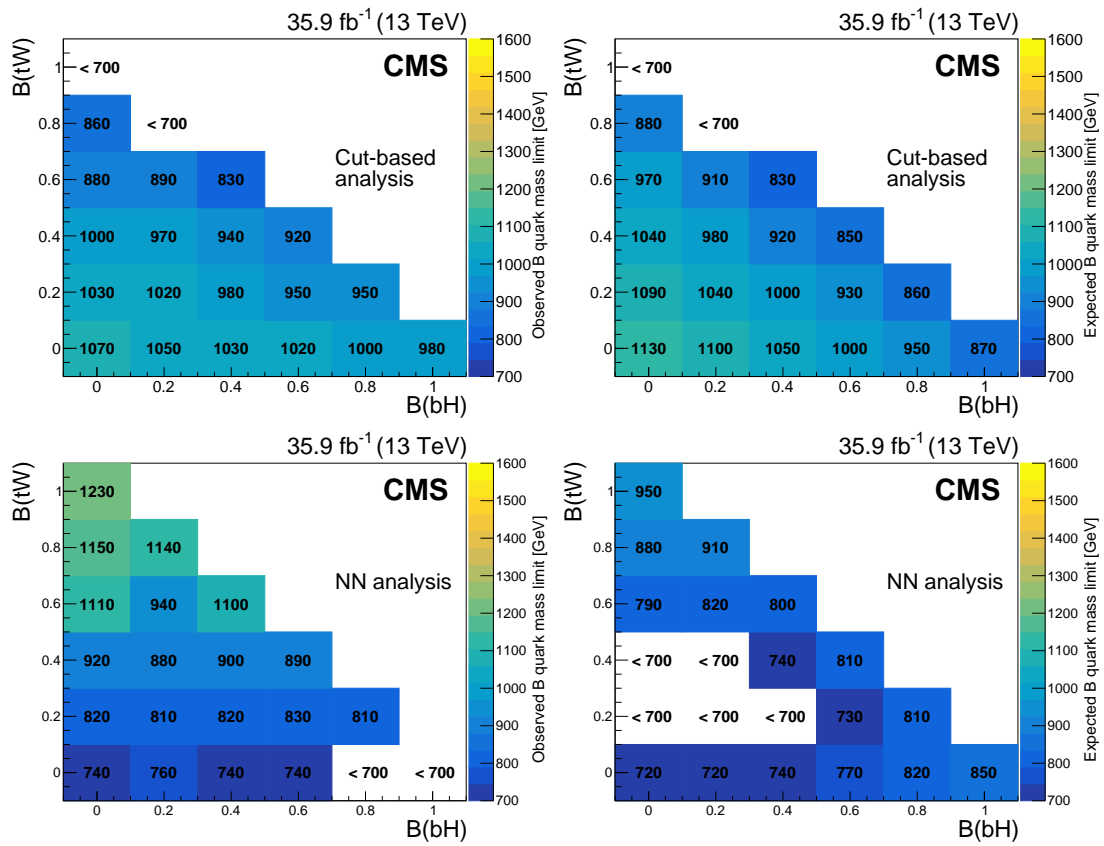 35.9 fb⁻¹ (13 TeV)
B(tW)
CMS
Cut-based
analysis
1 < 700
0.8 860 < 700
0.6 880 890 830
0.4 1000 970 940 920
0.2 1030 1020 980 950 950
0 1070 1050 1030 1020 1000 980
0 0.2 0.4 0.6 0.8 1
B(bH)
1600
1500
1400
1300
1200
1100
1000
900
800
700
Observed B quark mass limit [GeV]
35.9 fb⁻¹ (13 TeV)
B(tW)
CMS
Cut-based
analysis
1 < 700
0.8 880 < 700
0.6 970 910 830
0.4 1040 980 920 850
0.2 1090 1040 1000 930 860
0 1130 1100 1050 1000 950 870
0 0.2 0.4 0.6 0.8 1
B(bH)
1600
1500
1400
1300
1200
1100
1000
900
800
700
Expected B quark mass limit [GeV]
35.9 fb⁻¹ (13 TeV)
B(tW)
CMS
NN analysis
1 1230
0.8 1150 1140
0.6 1110 940 1100
0.4 920 880 900 890
0.2 820 810 820 830 810
0 740 760 740 740 < 700 < 700
0 0.2 0.4 0.6 0.8 1
B(bH)
1600
1500
1400
1300
1200
1100
1000
900
800
700
Observed B quark mass limit [GeV]
35.9 fb⁻¹ (13 TeV)
B(tW)
CMS
NN analysis
1 950
0.8 880 910
0.6 790 820 800
0.4 < 700 < 700 740 810
0.2 < 700 < 700 < 700 730 810
0 720 720 740 770 820 850
0 0.2 0.4 0.6 0.8 1
B(bH)
1600
1500
1400
1300
1200
1100
1000
900
800
700
Expected B quark mass limit [GeV]